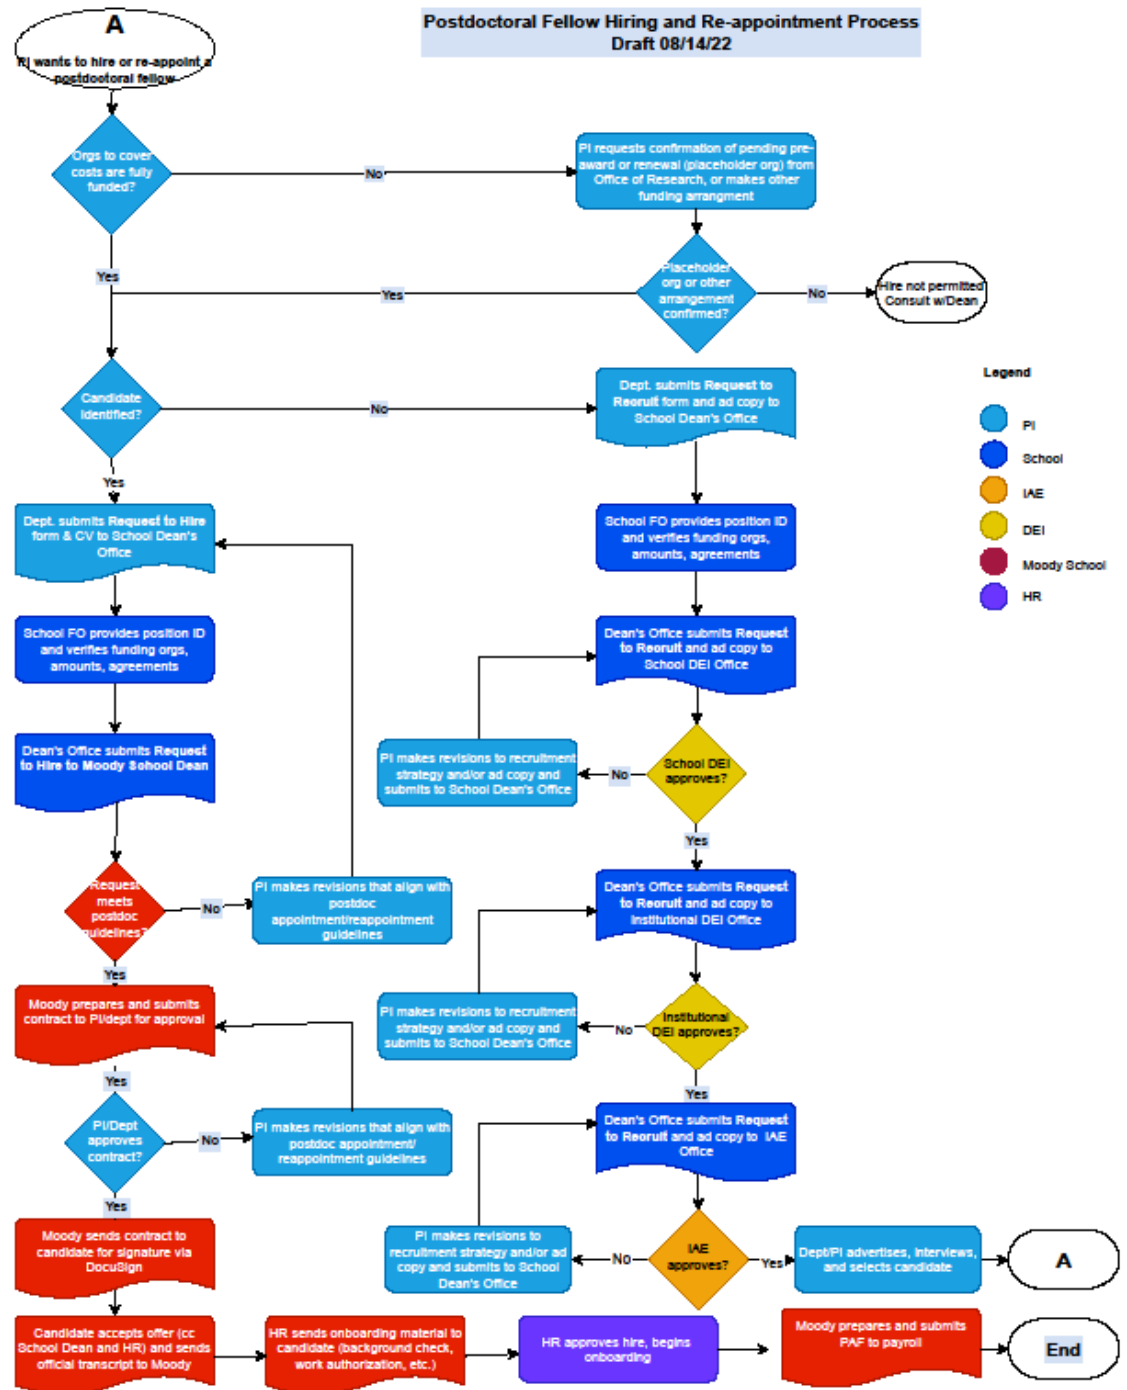 Postdoctoral Fellow Hiring and Re-appointment Process
Draft 08/14/22
A
PI wants to hire or re-appoint a
postdoctoral fellow
Orgs to cover
costs are fully
funded?
No
PI requests confirmation of pending pre-
award or renewal (placeholder org) from
Office of Research, or makes other
funding arrangment
Yes
Placeholder
org or other
arrangement
confirmed?
Yes
No
Hire not permitted
Consult w/Dean
Candidate
identified?
No
Dept. submits Request to
Recruit form and ad copy to
School Dean's Office
Legend
PI
School
IAE
DEI
Moody School
HR
Yes
Dept. submits Request to Hire
form & CV to School Dean's
Office
School FO provides position ID
and verifies funding orgs,
amounts, agreements
School FO provides position ID
and verifies funding orgs,
amounts, agreements
Dean's Office submits Request
to Recruit and ad copy to
School DEI Office
Dean's Office submits Request
to Hire to Moody School Dean
PI makes revisions to recruitment
strategy and/or ad copy and
submits to School Dean's Office
No
School DEI
approves?
Yes
Request
meets
postdoc
guidelines?
No
PI makes revisions that align with
postdoc
appointment/reappointment
guidelines
Dean's Office submits Request
to Recruit and ad copy to
Institutional DEI Office
Yes
Moody prepares and submits
contract to PI/dept for approval
PI makes revisions to recruitment
strategy and/or ad copy and
submits to School Dean's Office
No
Institutional
DEI approves?
Yes
Yes
PI/Dept
approves
contract?
No
PI makes revisions that align with
postdoc appointment/
reappointment guidelines
Dean's Office submits Request
to Recruit and ad copy to IAE
Office
Yes
Moody sends contract to
candidate for signature via
DocuSign
PI makes revisions to
recruitment strategy and/or ad
copy and submits to School
Dean's Office
No
IAE
approves?
Yes
Dept/PI advertises, interviews,
and selects candidate
A
Candidate accepts offer (cc
School Dean and HR) and sends
official transcript to Moody
HR sends onboarding material to
candidate (background check,
work authorization, etc.)
HR approves hire, begins
onboarding
Moody prepares and submits
PAF to payroll
End